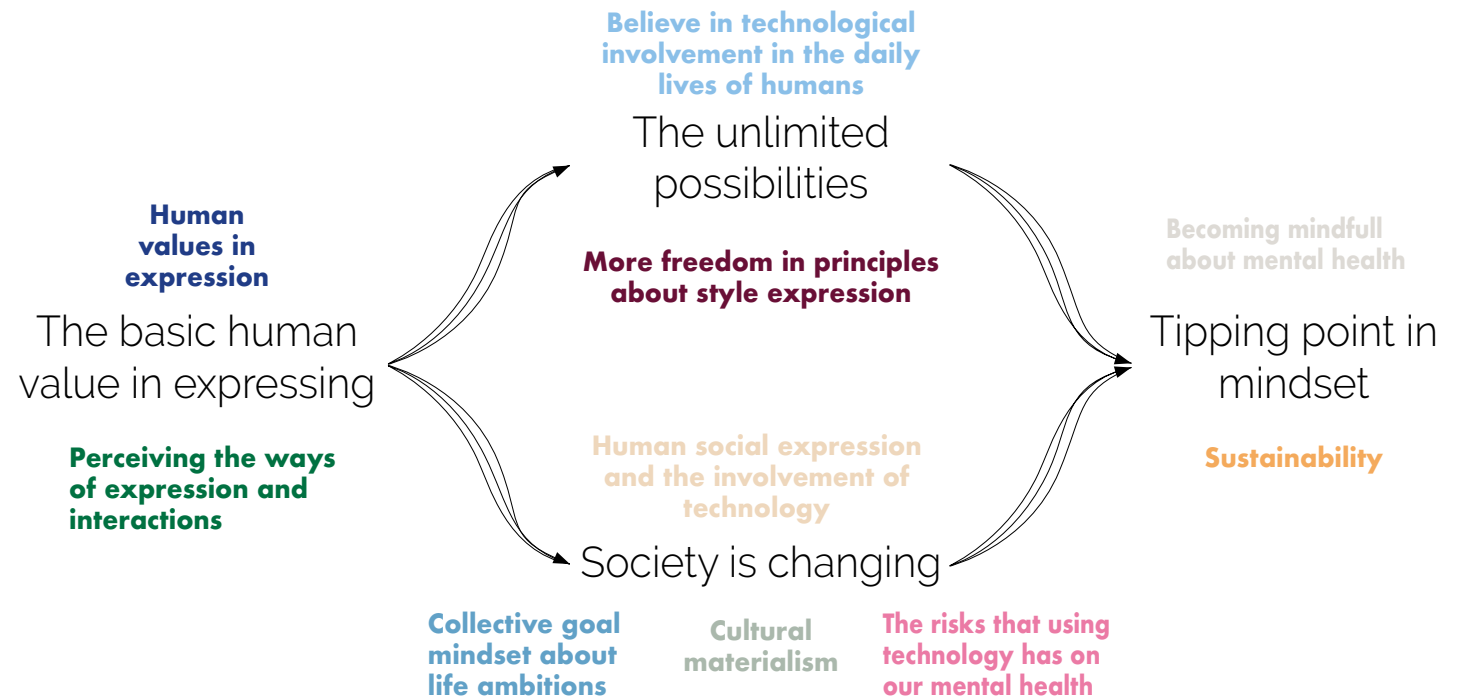 Believe in technological
involvement in the daily
lives of humans
The unlimited
possibilities
More freedom in principles
about style expression
Human
values in
expression
The basic human
value in expressing
Perceiving the ways
of expression and
interactions
Becoming mindfull
about mental health
Tipping point in
mindset
Sustainability
Human social expression
and the involvement of
technology
Society is changing
Collective goal
mindset about
life ambitions
Cultural
materialism
The risks that using
technology has on
our mental health